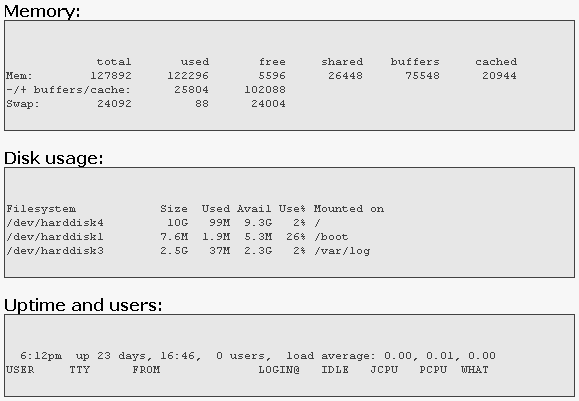 Memory:
total used free shared buffers cached
Mem: 127892 122296 5596 26448 75548 20944
-/+ buffers/cache: 25804 102088
Swap: 24092 88 24004
Disk usage:
Filesystem Size Used Avail Use% Mounted on
/dev/harddisk4 10G 99M 9.3G 2% /
/dev/harddisk1 7.6M 1.9M 5.3M 26% /boot
/dev/harddisk3 2.5G 37M 2.3G 2% /var/log
Uptime and users:
6:12pm up 23 days, 16:46, 0 users, load average: 0.00, 0.01, 0.00
USER TTY FROM LOGIN@ IDLE JCPU PCPU WHAT